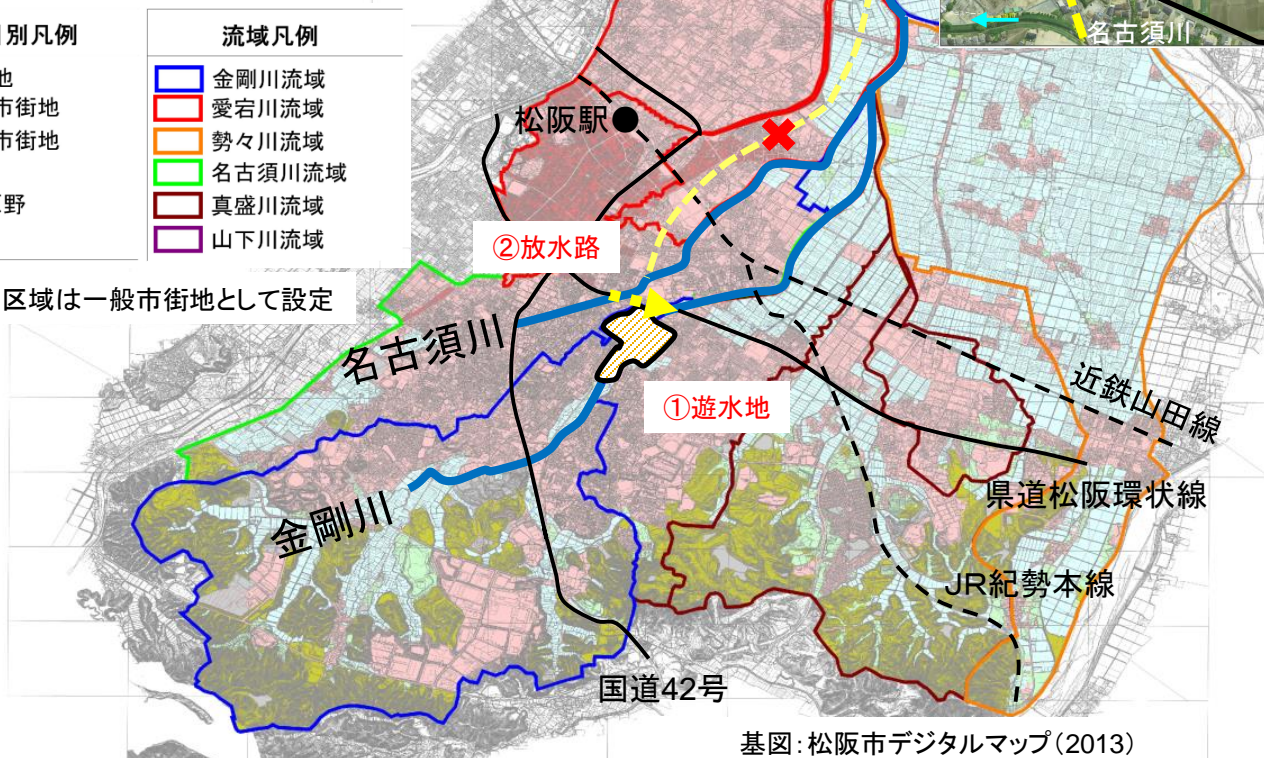 別凡例
地
市街地
市街地
野
流域凡例
金剛川流域
愛宕川流域
勢々川流域
名古須川流域
真盛川流域
山下川流域
区域は一般市街地として設定
名古須川
松阪駅
②放水路
名古須川
①遊水地
金剛川
近鉄山田線
県道松阪環状線
JR紀勢本線
国道42号
基図：松阪市デジタルマップ（2013）